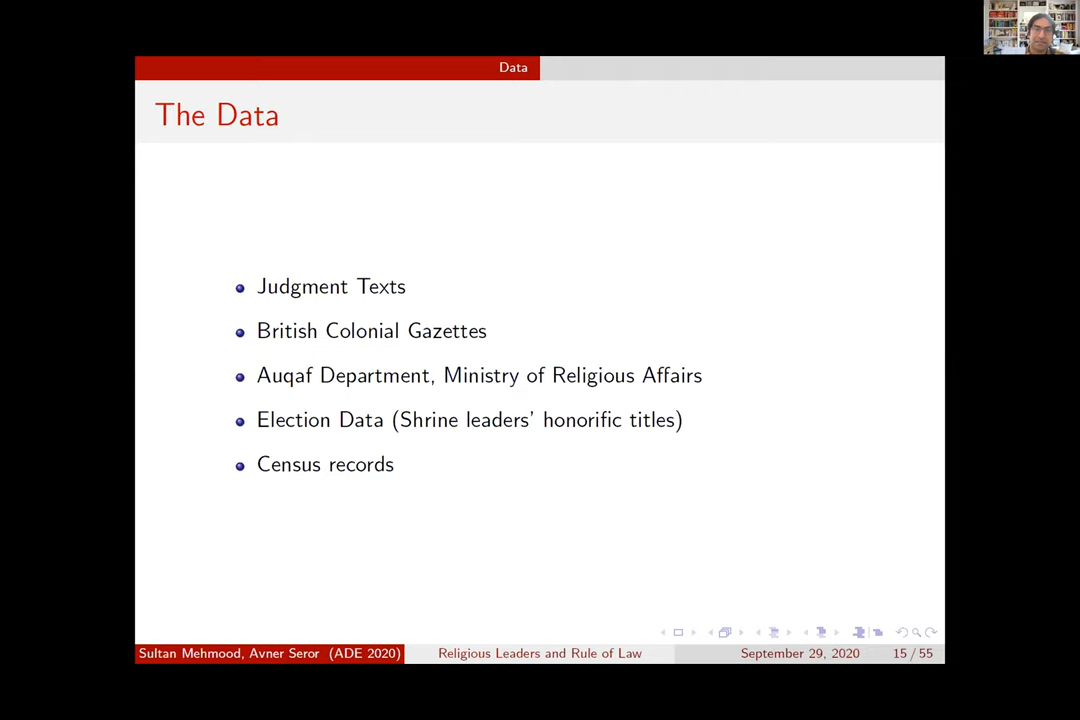 Data
The Data
Judgment Texts
British Colonial Gazettes
Auqaf Department, Ministry of Religious Affairs
Election Data (Shrine leaders' honorific titles)
Census records
Sultan Mehmood, Avner Seror (ADE 2020)
Religious Leaders and Rule of Law
September 29, 2020
15 / 55